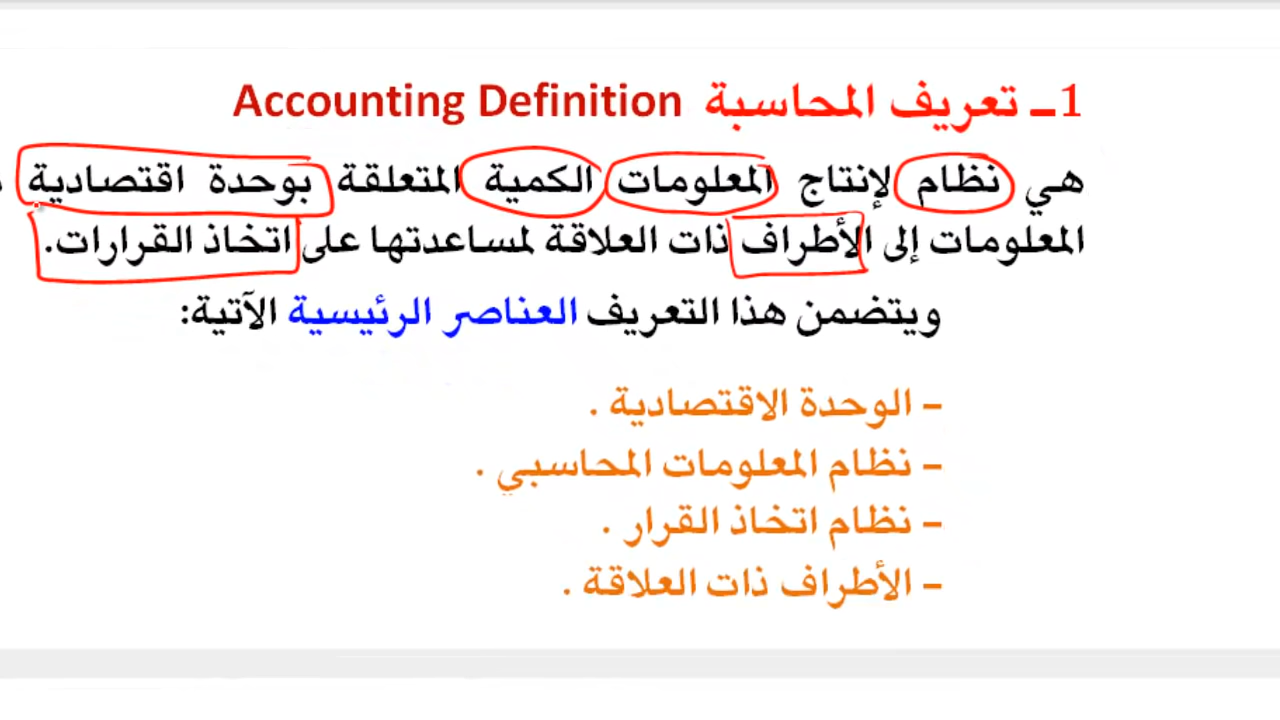 1ـ تعريف المحاسبة Accounting Definition
هي نظام لإنتاج المعلومات الكمية المتعلقة بوحدة اقتصادية
المعلومات إلى الأطراف ذات العلاقة لمساعدتها على اتخاذ القرارات.
ويتضمن هذا التعريف العناصر الرئيسية الآتية:
– الوحدة الاقتصادية .
– نظام المعلومات المحاسبي .
– نظام اتخاذ القرار .
– الأطراف ذات العلاقة .